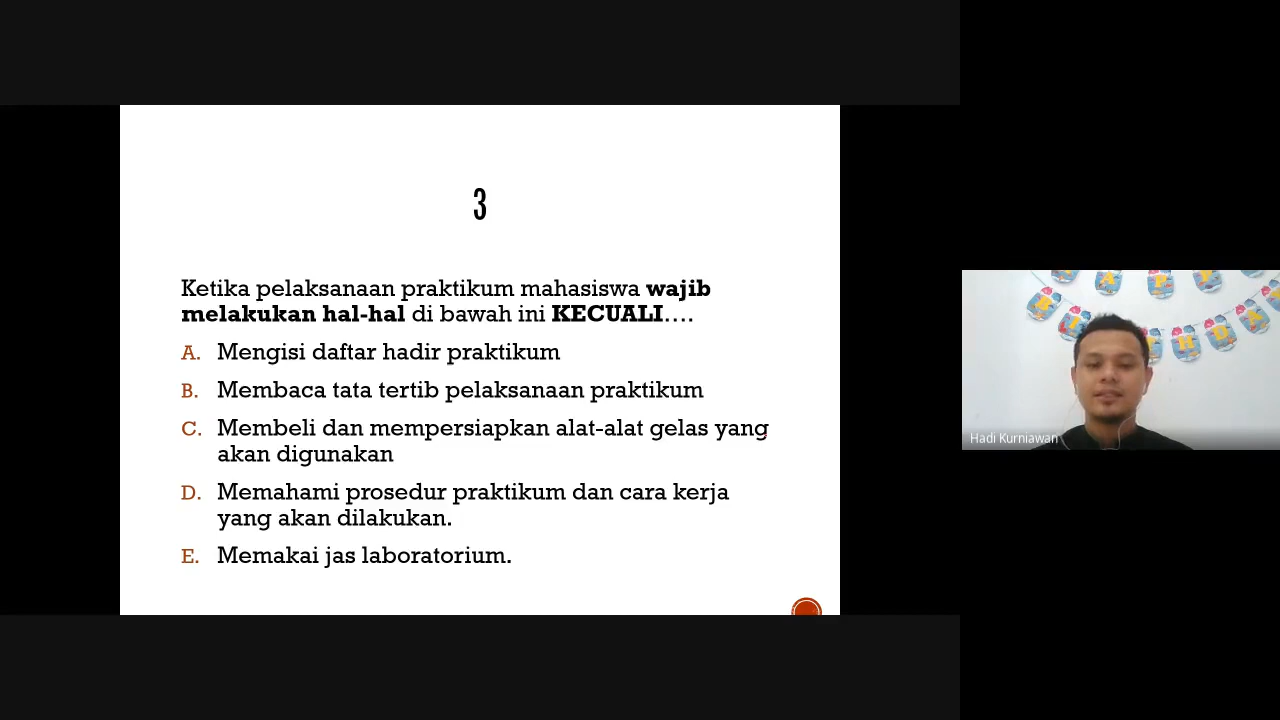 3
Ketika pelaksanaan praktikum mahasiswa wajib
melakukan hal-hal di bawah ini KECUALI....
A. Mengisi daftar hadir praktikum
B. Membaca tata tertib pelaksanaan praktikum
C. Membeli dan mempersiapkan alat-alat gelas yang
akan digunakan
D. Memahami prosedur praktikum dan cara kerja
yang akan dilakukan.
E. Memakai jas laboratorium.
Hadi Kurniawan